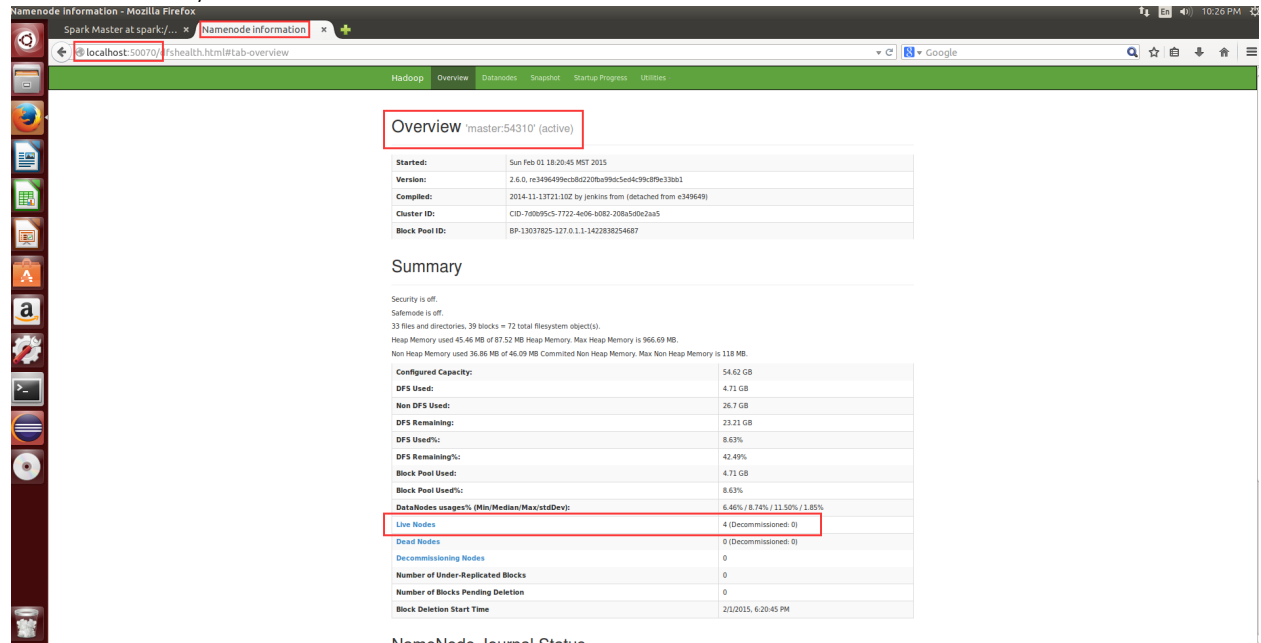 Namenode information - Mozilla Firefox
En 10:26 PM
Spark Master at spark:/... × Namenode information ×
localhost:50070/dfshealth.html#tab-overview Google
Hadoop Overview Datanodes Snapshot Startup Progress Utilities
Overview 'master:54310' (active)
Started: Sun Feb 01 18:20:45 MST 2015
Version: 2.6.0, re3496499ecb8d220fba99dc5ed4c99c8f9e33bb1
Compiled: 2014-11-13T21:10Z by jenkins from (detached from e349649)
Cluster ID: CID-7d0b95c5-7722-4e06-b082-208a5d0e2aa5
Block Pool ID: BP-13037825-127.0.1.1-1422838254687
Summary
Security is off.
Safemode is off.
33 files and directories, 39 blocks = 72 total filesystem object(s).
Heap Memory used 45.46 MB of 87.52 MB Heap Memory. Max Heap Memory is 966.69 MB.
Non Heap Memory used 36.86 MB of 46.09 MB Commited Non Heap Memory. Max Non Heap Memory is 118 MB.
Configured Capacity: 54.62 GB
DFS Used: 4.71 GB
Non DFS Used: 26.7 GB
DFS Remaining: 23.21 GB
DFS Used%: 8.63%
DFS Remaining%: 42.49%
Block Pool Used: 4.71 GB
Block Pool Used%: 8.63%
DataNodes usages% (Min/Median/Max/stdDev): 6.46% / 8.74% / 11.50% / 1.85%
Live Nodes 4 (Decommissioned: 0)
Dead Nodes 0 (Decommissioned: 0)
Decommissioning Nodes 0
Number of Under-Replicated Blocks 0
Number of Blocks Pending Deletion 0
Block Deletion Start Time 2/1/2015, 6:20:45 PM
NameNode Journal Status